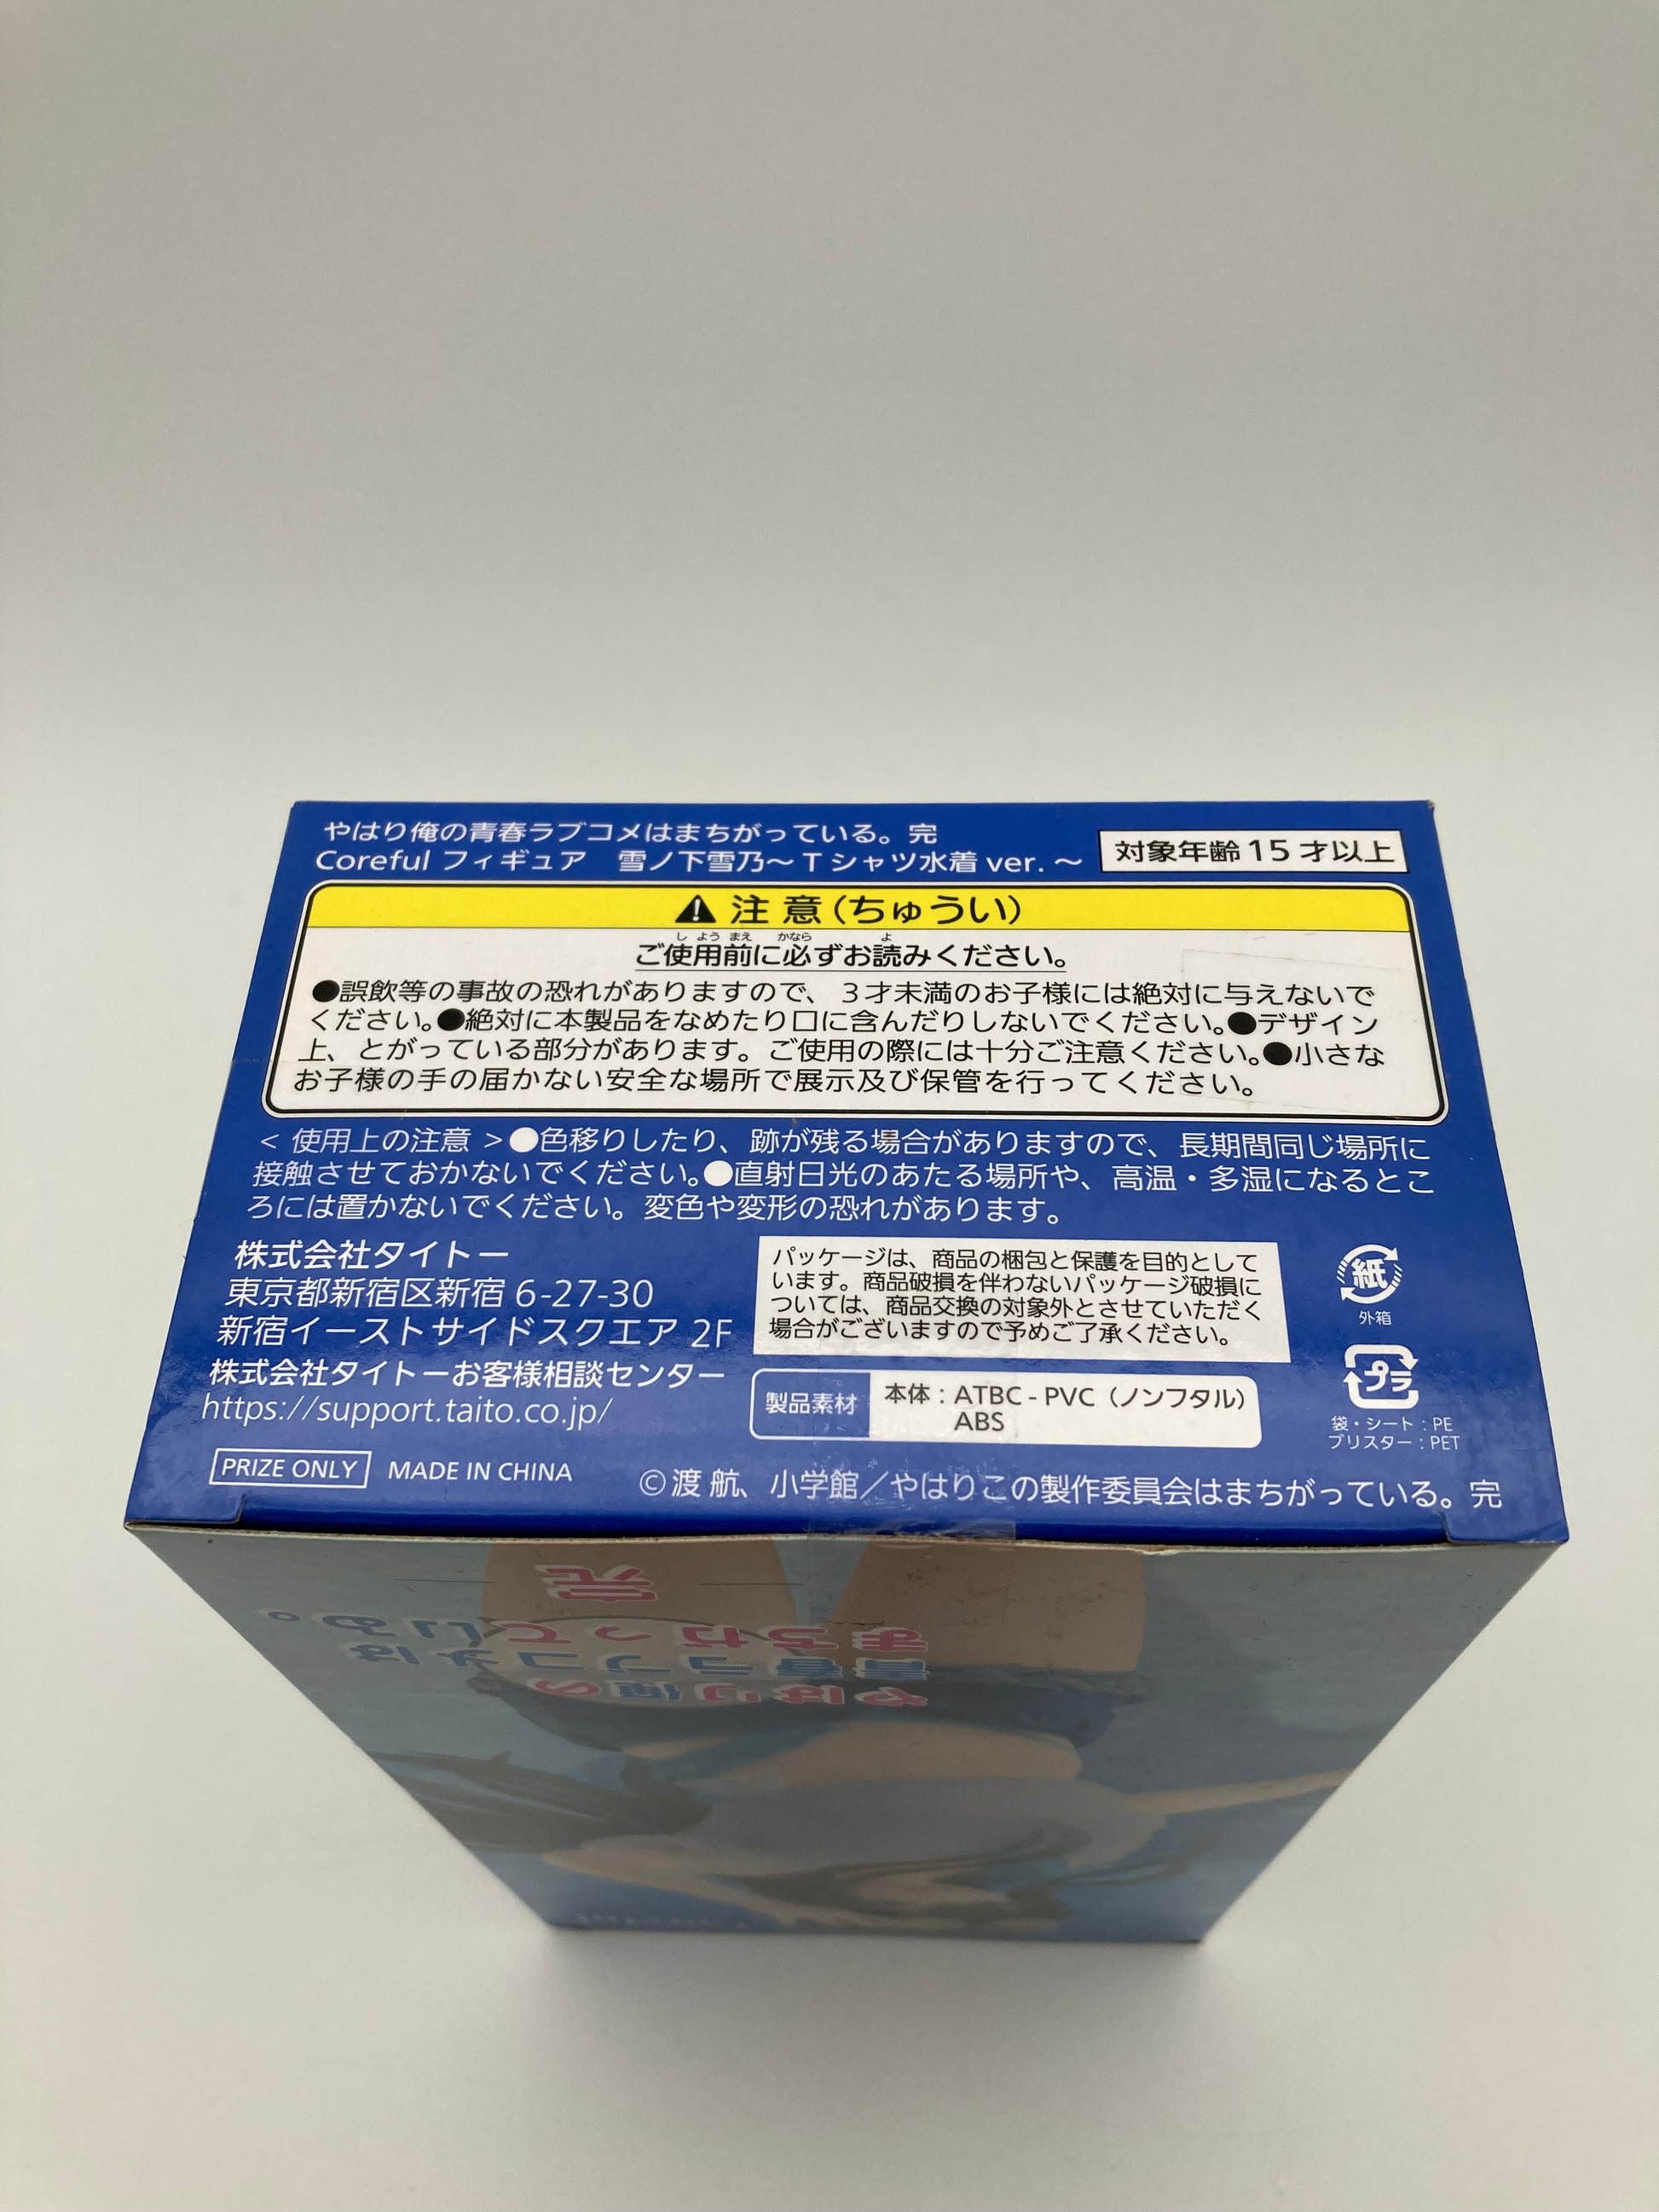 やはり俺の青春ラブコメはまちがっている。完
Coreful フィギュア　雪ノ下雪乃～Tシャツ水着 ver.～
対象年齢15才以上
注 意（ちゅうい）
ご使用前に必ずお読みください。
●誤飲等の事故の恐れがありますので、３才未満のお子様には絶対に与えないで
ください。●絶対に本製品をなめたり口に含んだりしないでください。●デザイン
上、とがっている部分があります。ご使用の際には十分ご注意ください。●小さな
お子様の手の届かない安全な場所で展示及び保管を行ってください。
< 使用上の注意 >●色移りしたり、跡が残る場合がありますので、長期間同じ場所に
接触させておかないでください。●直射日光のあたる場所や、高温・多湿になるとこ
ろには置かないでください。変色や変形の恐れがあります。
株式会社タイトー
東京都新宿区新宿 6-27-30
新宿イーストサイドスクエア 2F
株式会社タイトーお客様相談センター
https://support.taito.co.jp/
パッケージは、商品の梱包と保護を目的として
います。商品破損を伴わないパッケージ破損に
ついては、商品交換の対象外とさせていただく
場合がございますので予めご了承ください。
製品素材
本体：ATBC - PVC（ノンフタル）
ABS
紙
外箱
プラ
袋・シート：PE
ブリスター：PET
PRIZE ONLY
MADE IN CHINA
©渡 航、小学館／やはりこの製作委員会はまちがっている。完
やはり俺の
青春ラブコメは
まちがっている。
完